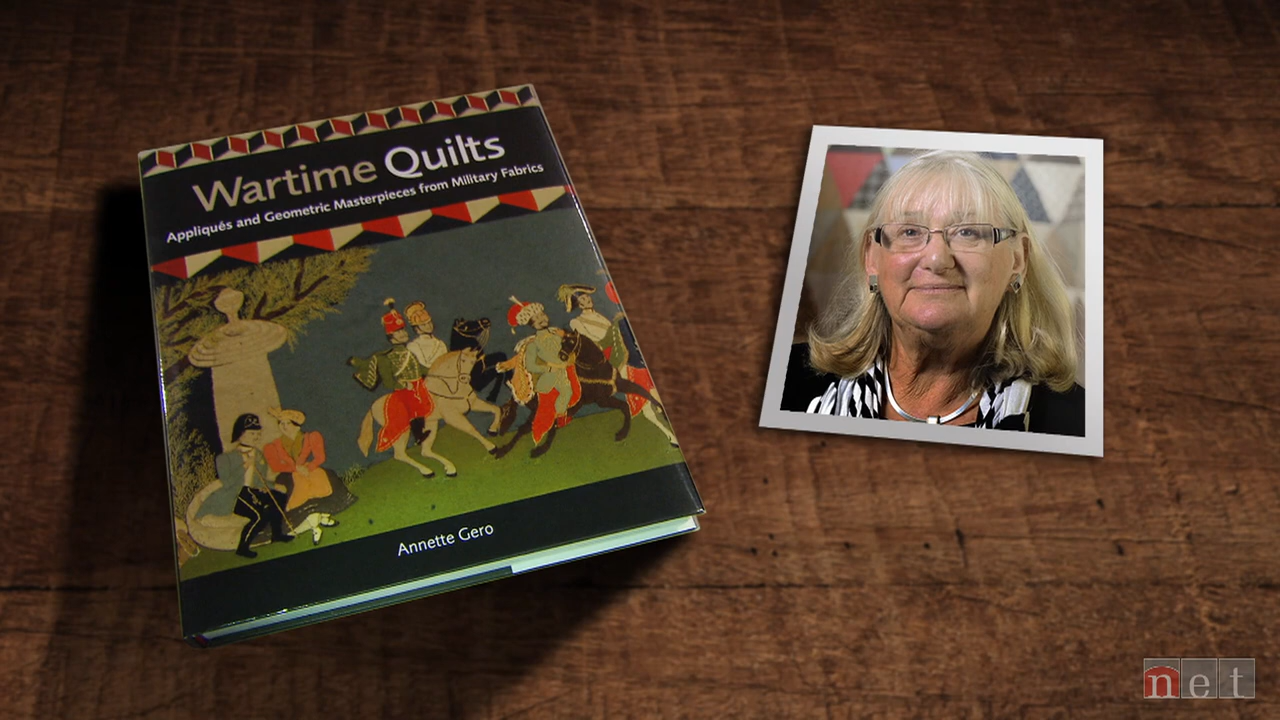 Wartime Quilts
Appliqués and Geometric Masterpieces from Military Fabrics
Annette Gero
net